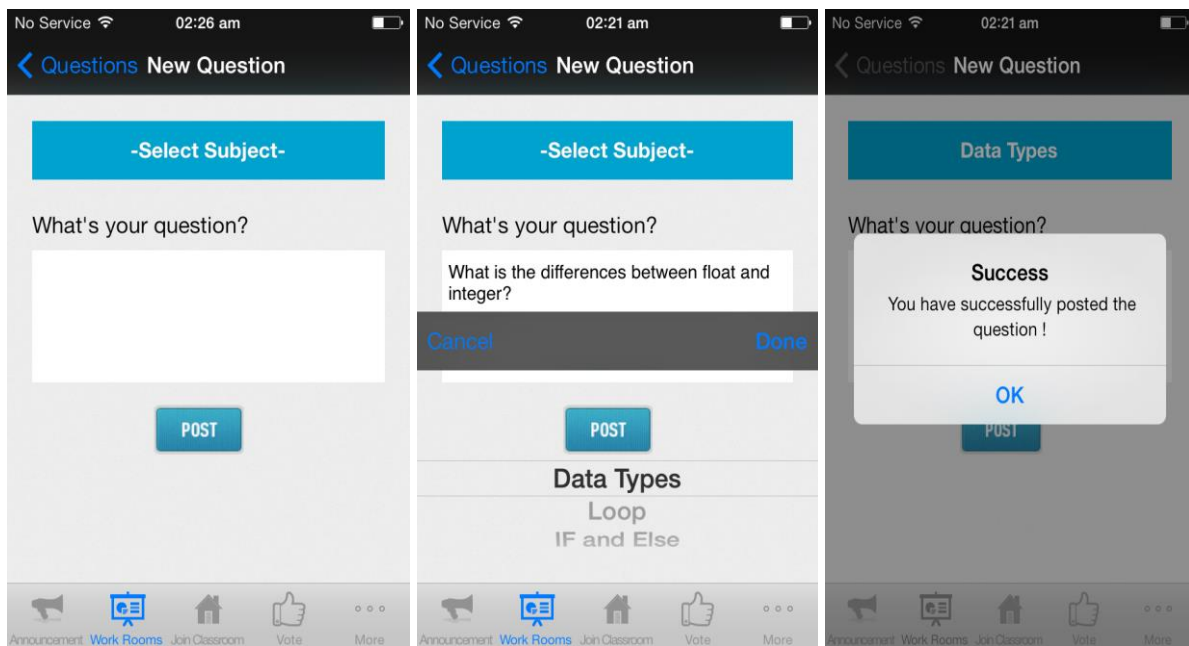 No Service 02:26 am
Questions New Question
-Select Subject-
What's your question?
POST
Announcement Work Rooms Join Classroom Vote More
No Service 02:21 am
Questions New Question
-Select Subject-
What's your question?
What is the differences between float and
integer?
Cancel Done
POST
Data Types
Loop
IF and Else
Announcement Work Rooms Join Classroom Vote More
No Service 02:21 am
Questions New Question
Data Types
What's your question?
Success
You have successfully posted the
question !
OK
POST
Announcement Work Rooms Join Classroom Vote More